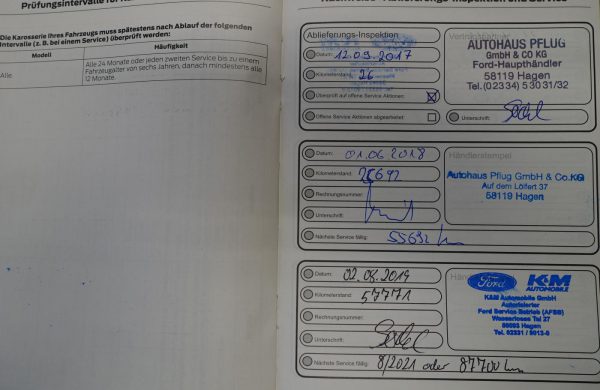 Prüfungsintervalle für
Die Karosserie Ihres Fahrzeugs muss spätestens nach Ablauf der folgenden
Intervalle (z. B. bei einem Service) überprüft werden:
Modell
Häufigkeit
Alle
Alle 24 Monate oder jeden zweiten Service bis zu einem
Fahrzeugalter von sechs Jahren, danach mindestens alle
12 Monate.
Ablieferungs-Inspektion
Datum: 12.09.2017
Kilometerstand: 26
Überprüft auf offene Service Aktionen:
Offene Service Aktionen abgearbeitet:
AUTOHAUS PFLUG
GmbH & CO KG
Ford-Haupthändler
58119 Hagen
Tel. (02334) 53031/32
Unterschrift:
Datum: 01.06.2018
Kilometerstand:
Rechnungsnummer:
Unterschrift:
Nächste Service fällig: 55692 km
Händlerstempel
Autohaus Pflug GmbH & Co.KG
Auf dem Lölfert 37
58119 Hagen
Datum: 02.08.2019
Kilometerstand: 57771
Rechnungsnummer:
Unterschrift:
Nächste Service fällig: 8/2021 oder 87700 km
Ford K&M
AUTOMOBILE
K&M Automobile GmbH
Autorisierter
Ford Service Betrieb (AFSB)
Wasserloses Tal 27
Hagen